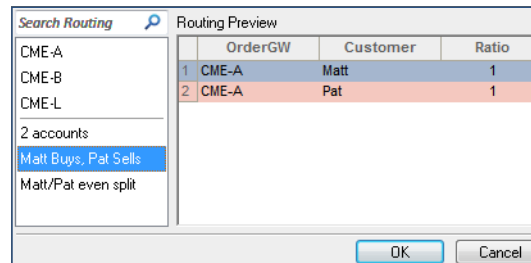 Search Routing
CME-A
CME-B
CME-L
2 accounts
Matt Buys, Pat Sells
Matt/Pat even split
Routing Preview
OrderGW Customer Ratio
1 CME-A Matt 1
2 CME-A Pat 1
OK Cancel